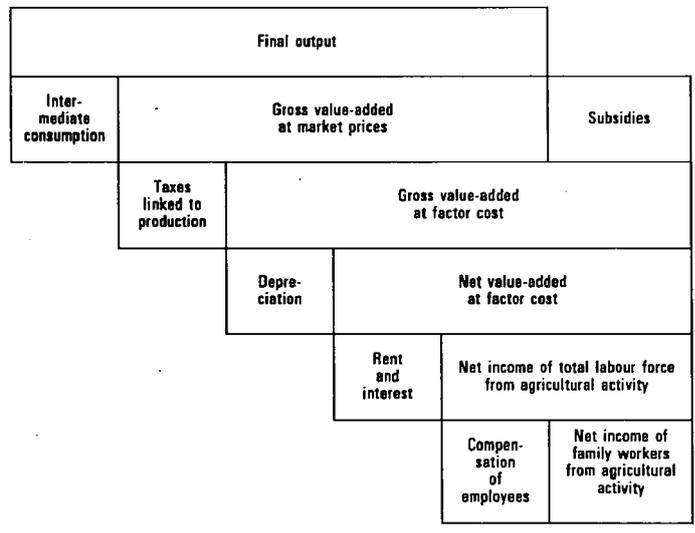 Final output
Inter-
mediate
consumption
Gross value-added
at market prices
Subsidies
Taxes
linked to
production
Gross value-added
at factor cost
Depre-
ciation
Net value-added
at factor cost
Rent
and
interest
Net income of total labour force
from agricultural activity
Compen-
sation
of
employees
Net income of
family workers
from agricultural
activity